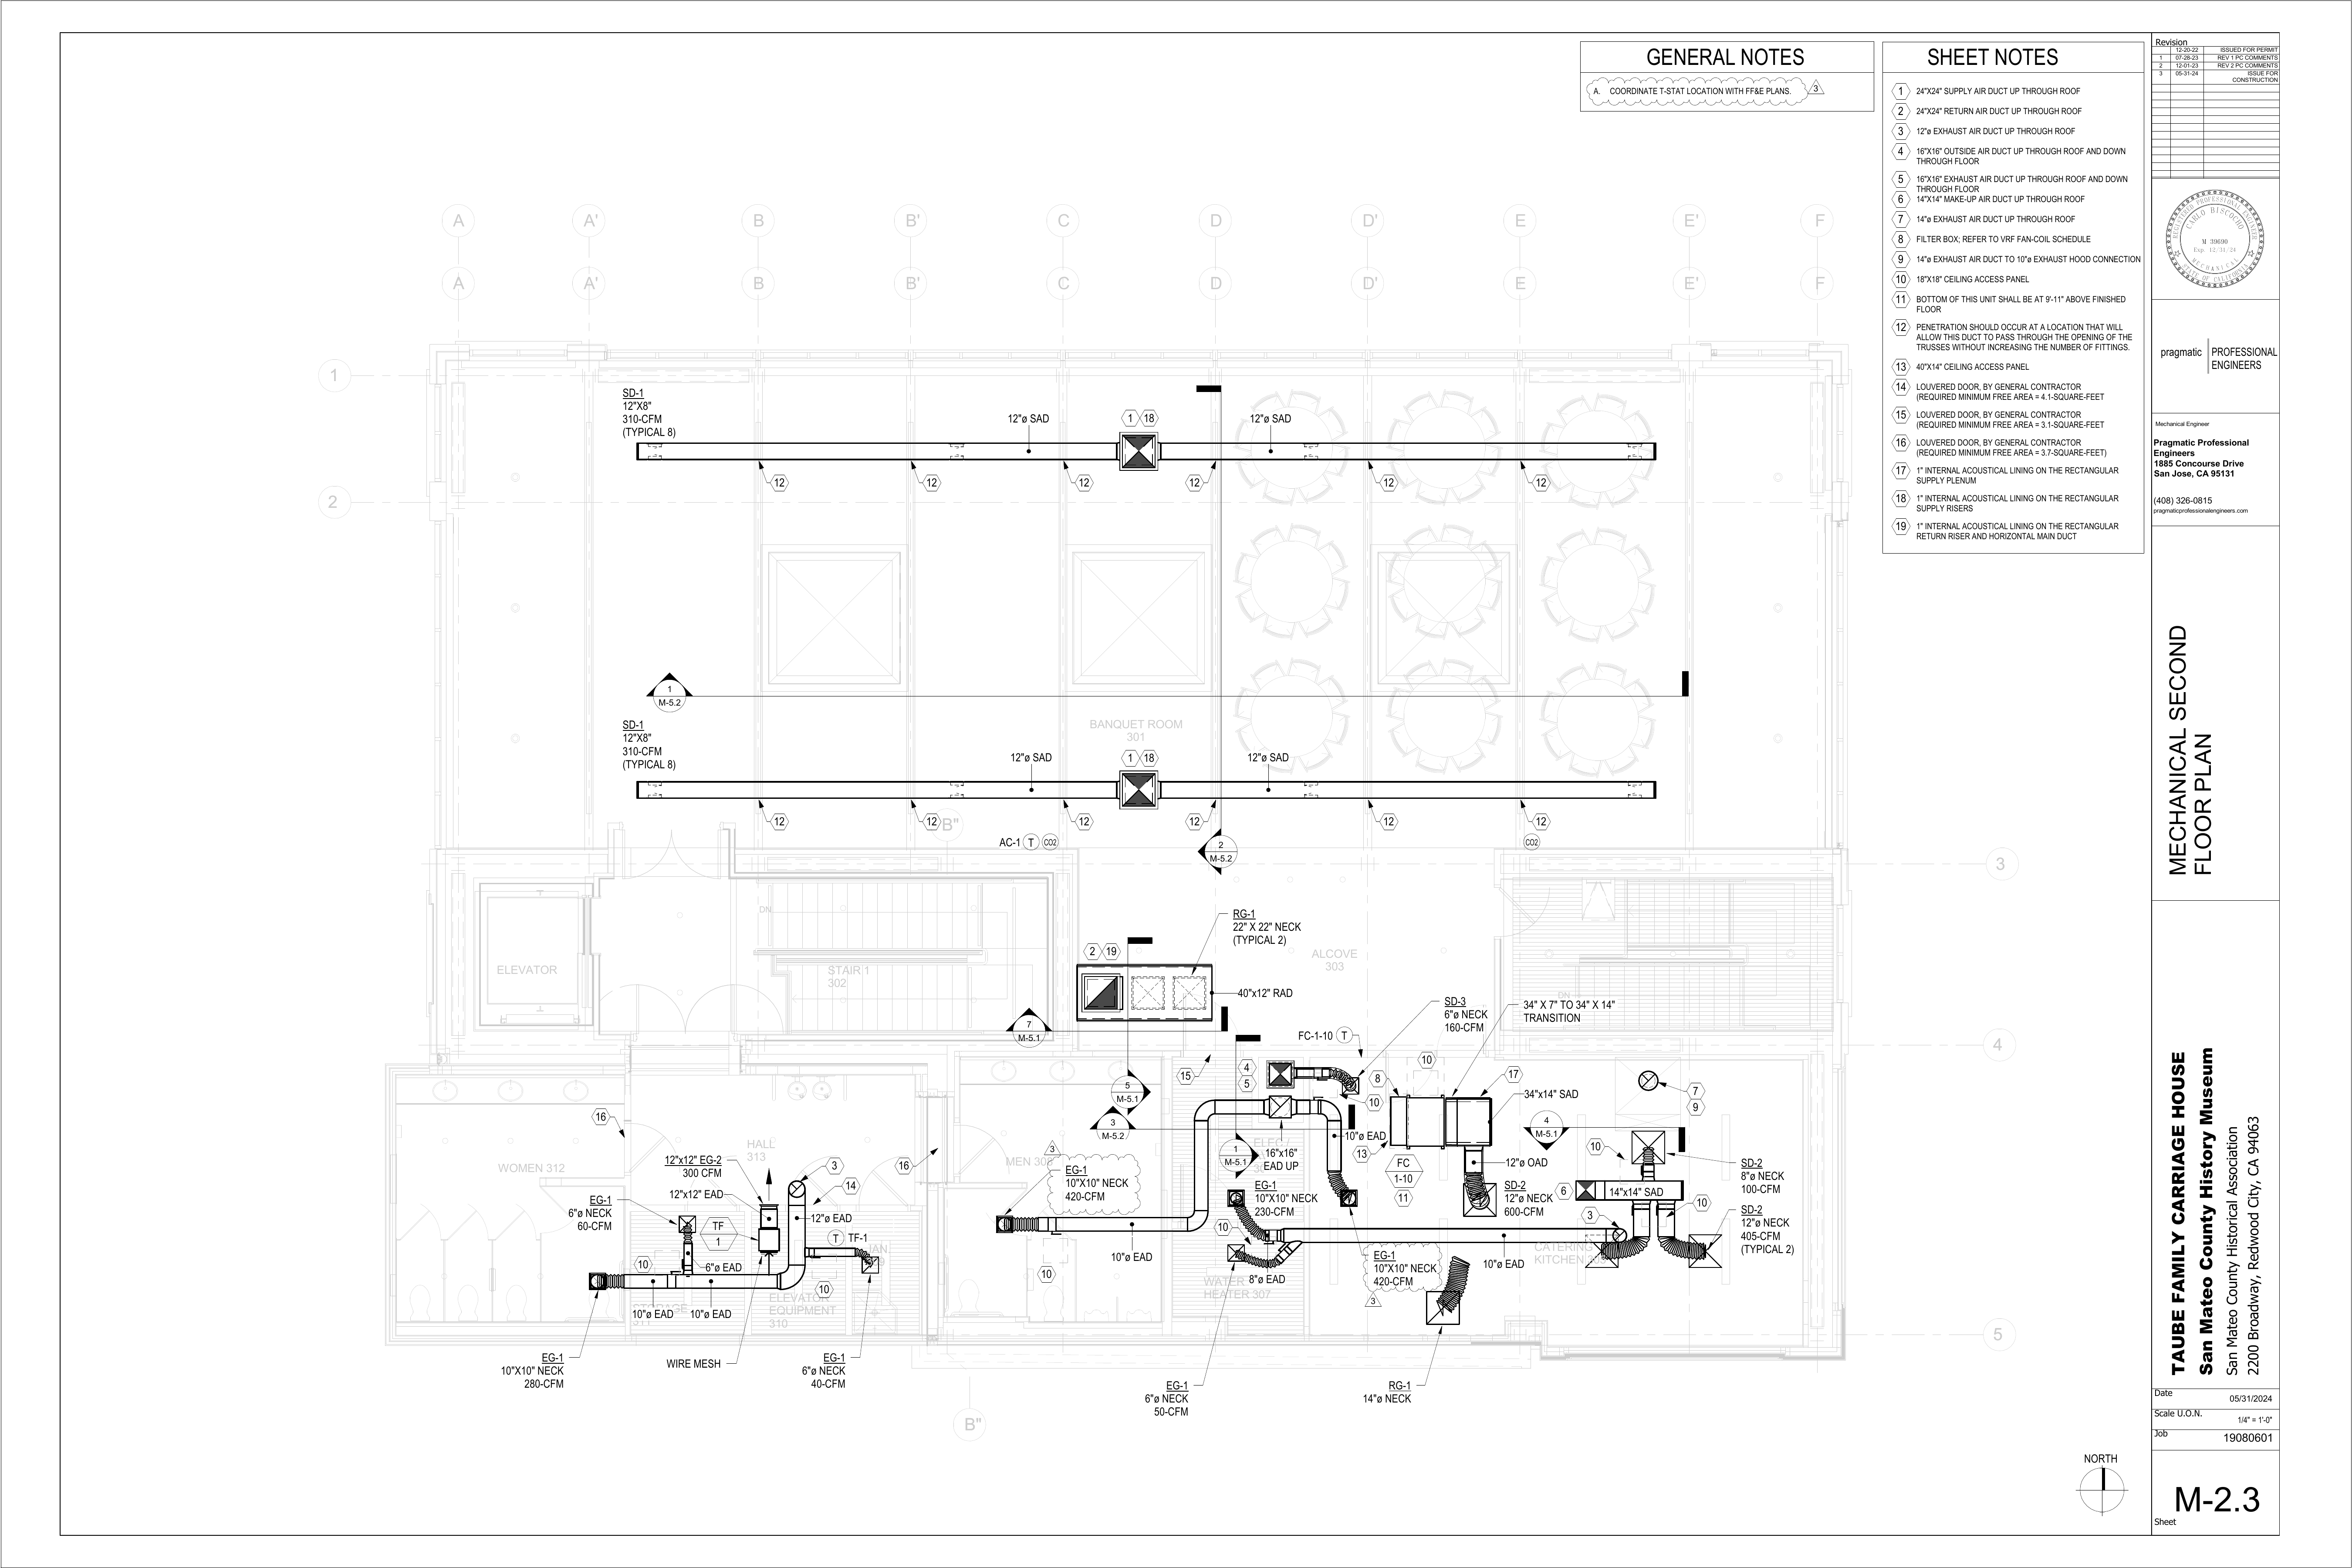 GENERAL NOTES
A. COORDINATE T-STAT LOCATION WITH FF&E PLANS.
3
SHEET NOTES
1 24"X24" SUPPLY AIR DUCT UP THROUGH ROOF
2 24"X24" RETURN AIR DUCT UP THROUGH ROOF
3 12"ø EXHAUST AIR DUCT UP THROUGH ROOF
4 16"X16" OUTSIDE AIR DUCT UP THROUGH ROOF AND DOWN
THROUGH FLOOR
5 16"X16" EXHAUST AIR DUCT UP THROUGH ROOF AND DOWN
THROUGH FLOOR
6 14"X14" MAKE-UP AIR DUCT UP THROUGH ROOF
7 14"ø EXHAUST AIR DUCT UP THROUGH ROOF
8 FILTER BOX; REFER TO VRF FAN-COIL SCHEDULE
9 14"ø EXHAUST AIR DUCT TO 10"ø EXHAUST HOOD CONNECTION
10 18"X18" CEILING ACCESS PANEL
11 BOTTOM OF THIS UNIT SHALL BE AT 9'-11" ABOVE FINISHED
FLOOR
12 PENETRATION SHOULD OCCUR AT A LOCATION THAT WILL
ALLOW THIS DUCT TO PASS THROUGH THE OPENING OF THE
TRUSSES WITHOUT INCREASING THE NUMBER OF FITTINGS.
13 40"X14" CEILING ACCESS PANEL
14 LOUVERED DOOR, BY GENERAL CONTRACTOR
(REQUIRED MINIMUM FREE AREA = 4.1-SQUARE-FEET
15 LOUVERED DOOR, BY GENERAL CONTRACTOR
(REQUIRED MINIMUM FREE AREA = 3.1-SQUARE-FEET
16 LOUVERED DOOR, BY GENERAL CONTRACTOR
(REQUIRED MINIMUM FREE AREA = 3.7-SQUARE-FEET)
17 1" INTERNAL ACOUSTICAL LINING ON THE RECTANGULAR
SUPPLY PLENUM
18 1" INTERNAL ACOUSTICAL LINING ON THE RECTANGULAR
SUPPLY RISERS
19 1" INTERNAL ACOUSTICAL LINING ON THE RECTANGULAR
RETURN RISER AND HORIZONTAL MAIN DUCT
Revision
12-20-22 ISSUED FOR PERMIT
1 07-28-23 REV 1 PC COMMENTS
2 12-01-23 REV 2 PC COMMENTS
3 05-31-24 ISSUE FOR
CONSTRUCTION
REGISTERED PROFESSIONAL ENGINEER
CARLO BISCOCHO
M 39690
Exp. 12/31/24
MECHANICAL
STATE OF CALIFORNIA
pragmatic PROFESSIONAL
ENGINEERS
Mechanical Engineer
Pragmatic Professional
Engineers
1885 Concourse Drive
San Jose, CA 95131
(408) 326-0815
pragmaticprofessionalengineers.com
MECHANICAL SECOND
FLOOR PLAN
TAUBE FAMILY CARRIAGE HOUSE
San Mateo County History Museum
San Mateo County Historical Association
2200 Broadway, Redwood City, CA 94063
Date
05/31/2024
Scale U.O.N.
1/4" = 1'-0"
Job
19080601
M-2.3
Sheet
NORTH
A A' B B' C D D' E E' F
A A' B B' C D D' E E' F
1
SD-1
12"X8"
310-CFM
(TYPICAL 8)
12"ø SAD 1 18 12"ø SAD
12 12 12 12 12 12
2
1
M-5.2
BANQUET ROOM
301
SD-1
12"X8"
310-CFM
(TYPICAL 8)
12"ø SAD 1 18 12"ø SAD
12 12 B" 12 12 12 12
AC-1 T CO2
CO2
2
M-5.2
3
DN
RG-1
22" X 22" NECK
(TYPICAL 2)
2 19
ELEVATOR
STAIR 1
302
ALCOVE
303
40"x12" RAD
DN
SD-3
6"ø NECK
160-CFM
34" X 7" TO 34" X 14"
TRANSITION
7
M-5.1
FC-1-10 T
4
15
4
5
10
8
17
7
9
5
M-5.1
10
34"x14" SAD
3
M-5.2
4
M-5.1
16
HALL
313
10"ø EAD
1
M-5.1
ELEC /
16"x16"
EAD UP
13
10
WOMEN 312
12"x12" EG-2
300 CFM
3
16
3
MEN 308
EG-1
10"X10" NECK
420-CFM
FC
1-10
11
12"ø OAD
SD-2
8"ø NECK
100-CFM
14
12"x12" EAD
EG-1
6"ø NECK
60-CFM
TF
1
12"ø EAD
T TF-1
EG-1
10"X10" NECK
230-CFM
SD-2
12"ø NECK
600-CFM
6
14"x14" SAD
10
SD-2
12"ø NECK
405-CFM
(TYPICAL 2)
3
10
6"ø EAD
10
10"ø EAD
10
10
8"ø EAD
EG-1
10"X10" NECK
420-CFM
3
10"ø EAD
CATERING
KITCHEN
10"ø EAD 10"ø EAD
ELEVATOR
EQUIPMENT
310
WATER
HEATER 307
5
EG-1
10"X10" NECK
280-CFM
WIRE MESH
EG-1
6"ø NECK
40-CFM
EG-1
6"ø NECK
50-CFM
RG-1
14"ø NECK
B"